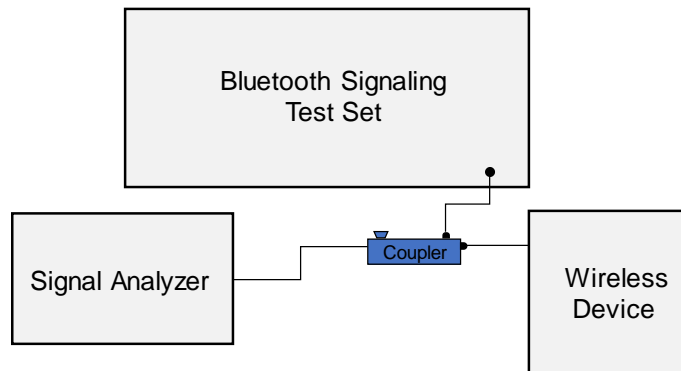 Bluetooth Signaling
Test Set
Signal Analyzer
Coupler
Wireless
Device